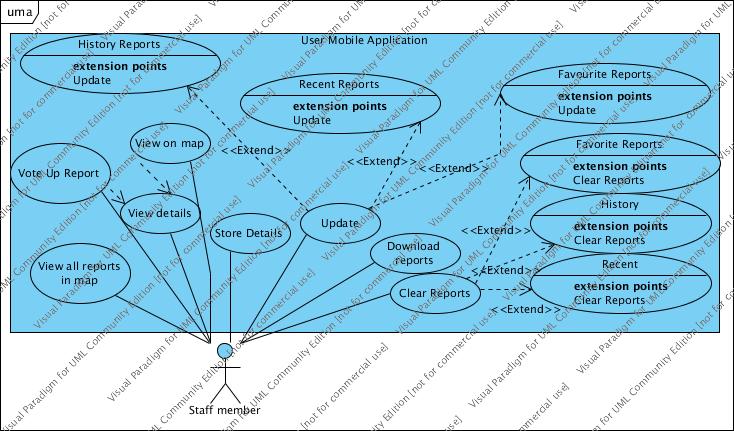 uma
User Mobile Application
History Reports
extension points
Update
Recent Reports
extension points
Update
Favourite Reports
extension points
Update
View on map
<<Extend>>
<<Extend>>
<<Extend>>
Favorite Reports
extension points
Clear Reports
Vote Up Report
View details
Store Details
Update
<<Extend>>
History
extension points
Clear Reports
Download
reports
View all reports
in map
Clear Reports
<<Extend>>
Recent
extension points
Clear Reports
<<Extend>>
Staff member
Visual Paradigm for UML Community Edition [not for commercial use]